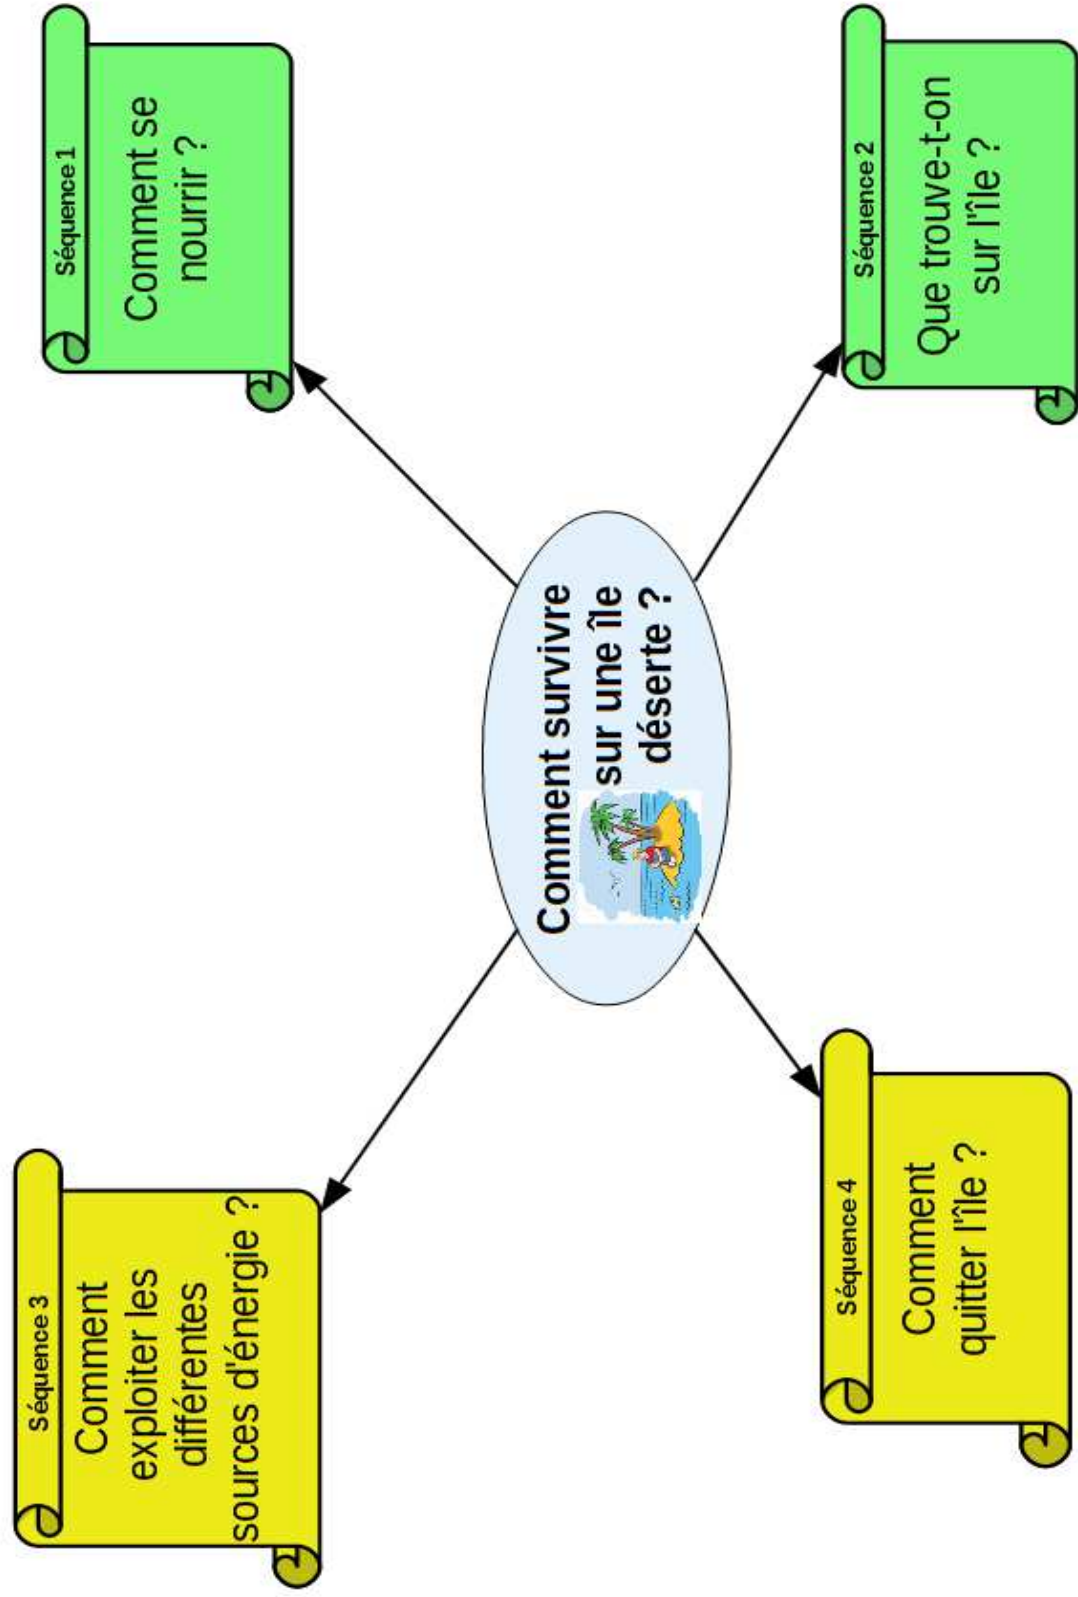 Séquence 3
Comment
exploiter les
différentes
sources d'énergie ?
Séquence 1
Comment se
nourrir ?
Comment survivre
sur une île
déserte ?
Séquence 4
Comment
quitter l'île ?
Séquence 2
Que trouve-t-on
sur l'île ?